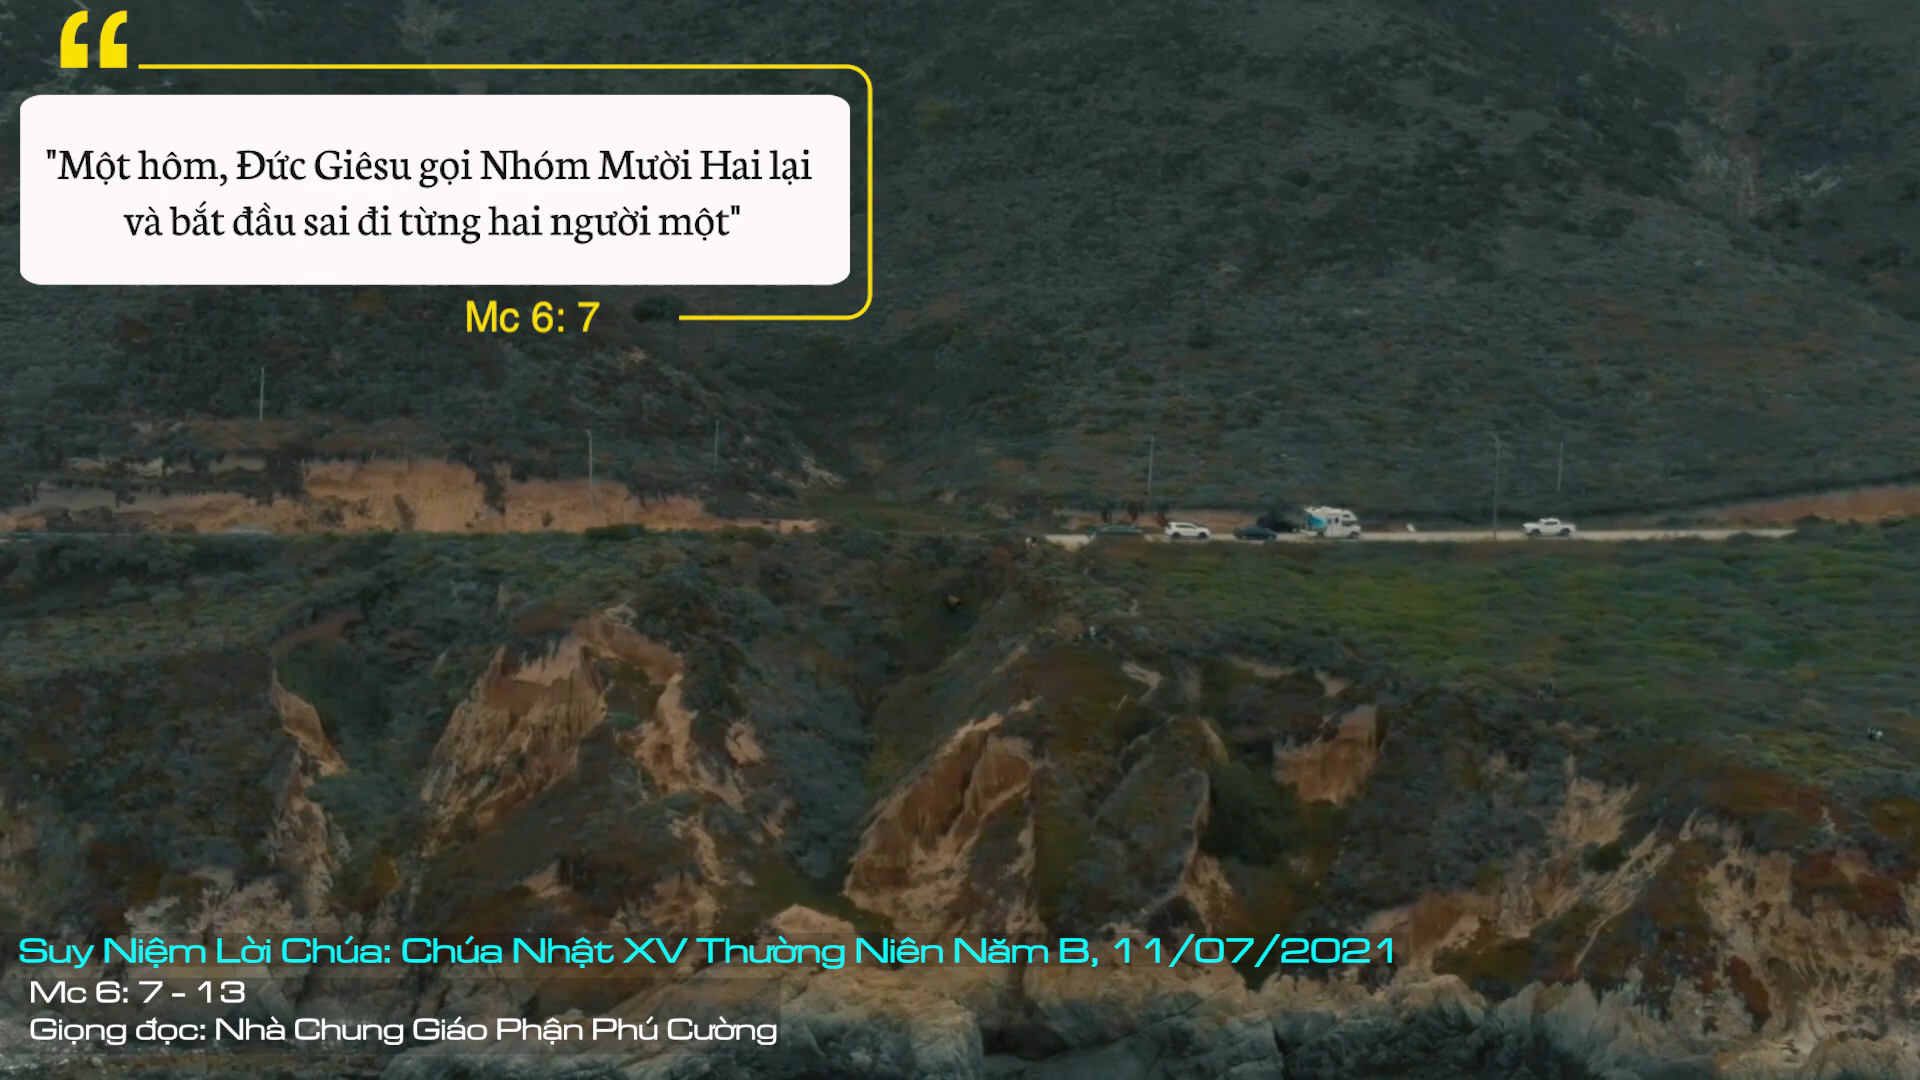 "Một hôm, Đức Giêsu gọi Nhóm Mười Hai lại
và bắt đầu sai đi từng hai người một"
Mc 6: 7
Suy Niệm Lời Chúa: Chúa Nhật XV Thường Niên Năm B, 11/07/2021
Mc 6: 7 - 13
Giọng đọc: Nhà Chung Giáo Phận Phú Cường